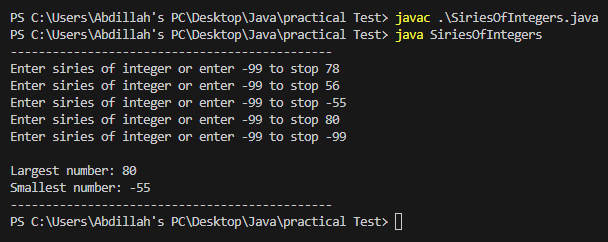 PS C:\Users\Abdillah's PC\Desktop\Java\practical Test> javac .\SiriesOfIntegers.java
PS C:\Users\Abdillah's PC\Desktop\Java\practical Test> java SiriesOfIntegers
----------------------------------------------
Enter siries of integer or enter -99 to stop 78
Enter siries of integer or enter -99 to stop 56
Enter siries of integer or enter -99 to stop -55
Enter siries of integer or enter -99 to stop 80
Enter siries of integer or enter -99 to stop -99
Largest number: 80
Smallest number: -55
----------------------------------------------
PS C:\Users\Abdillah's PC\Desktop\Java\practical Test>